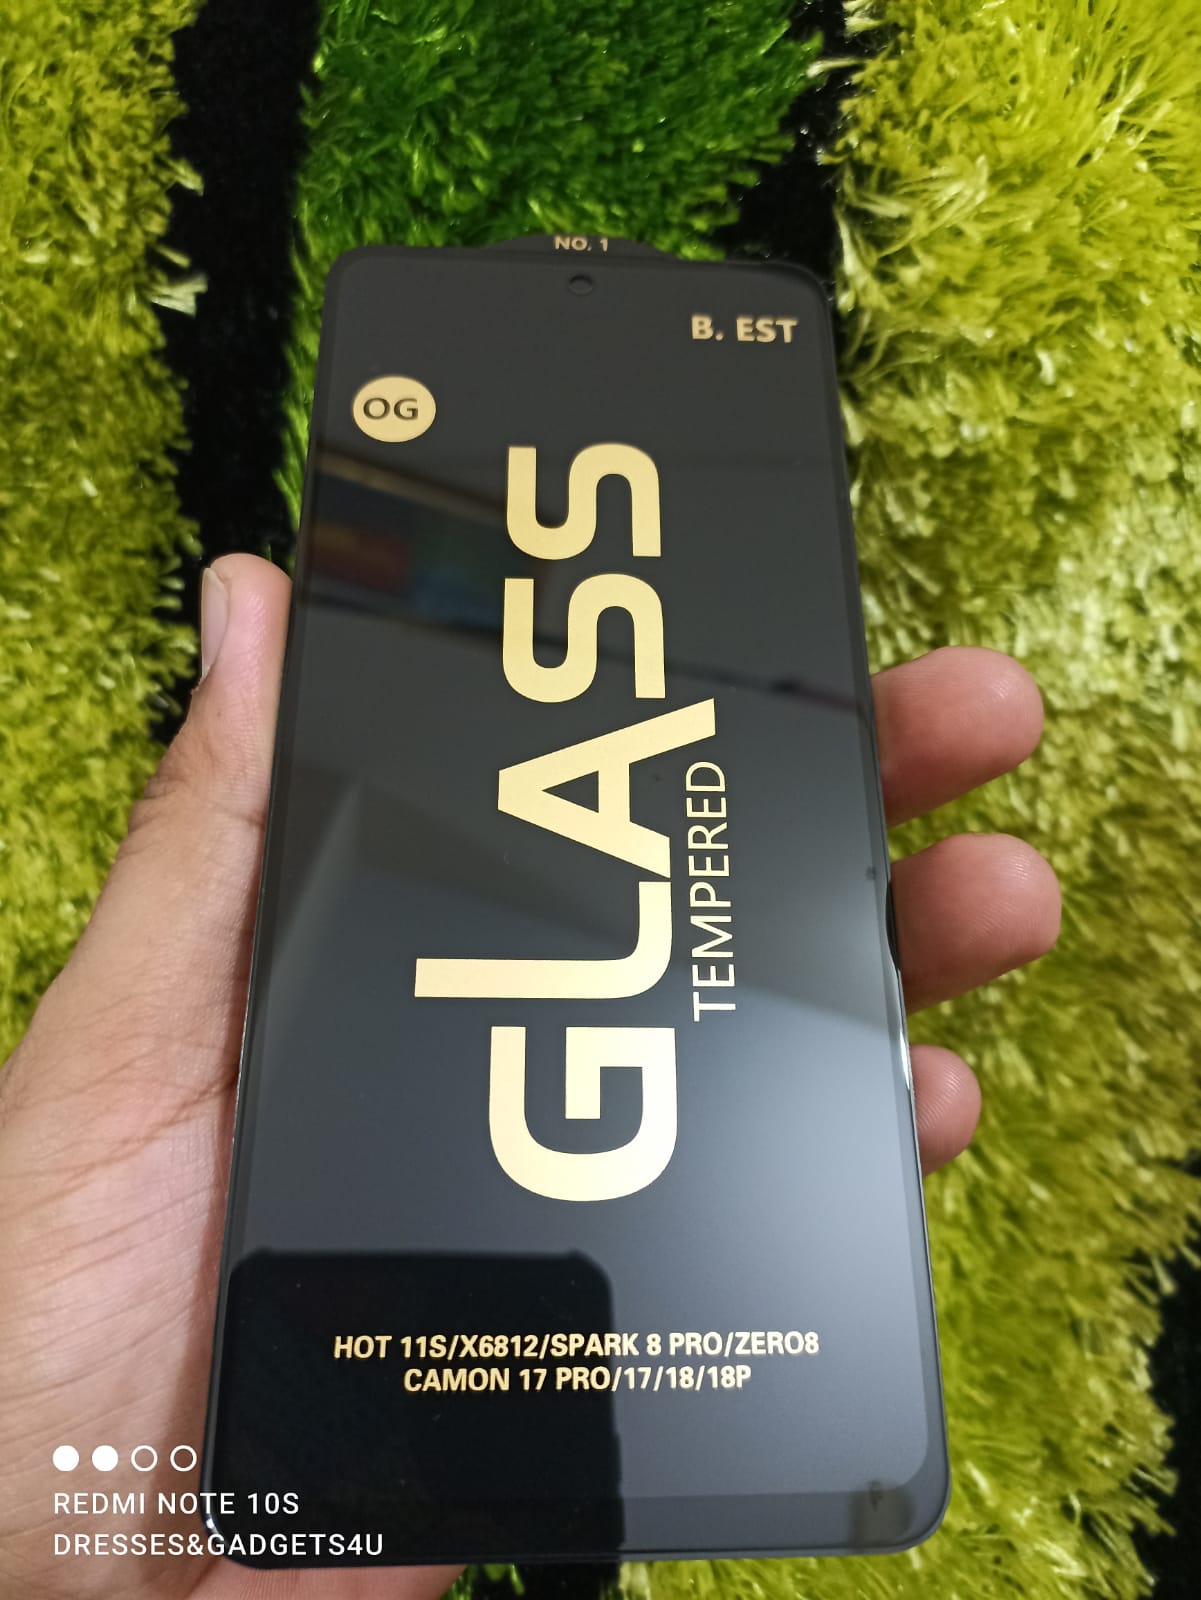 NO. 1
B. EST
OG
GLASS
TEMPERED
HOT 11S/X6812/SPARK 8 PRO/ZERO8
CAMON 17 PRO/17/18/18P
REDMI NOTE 10S
DRESSES&GADGETS4U